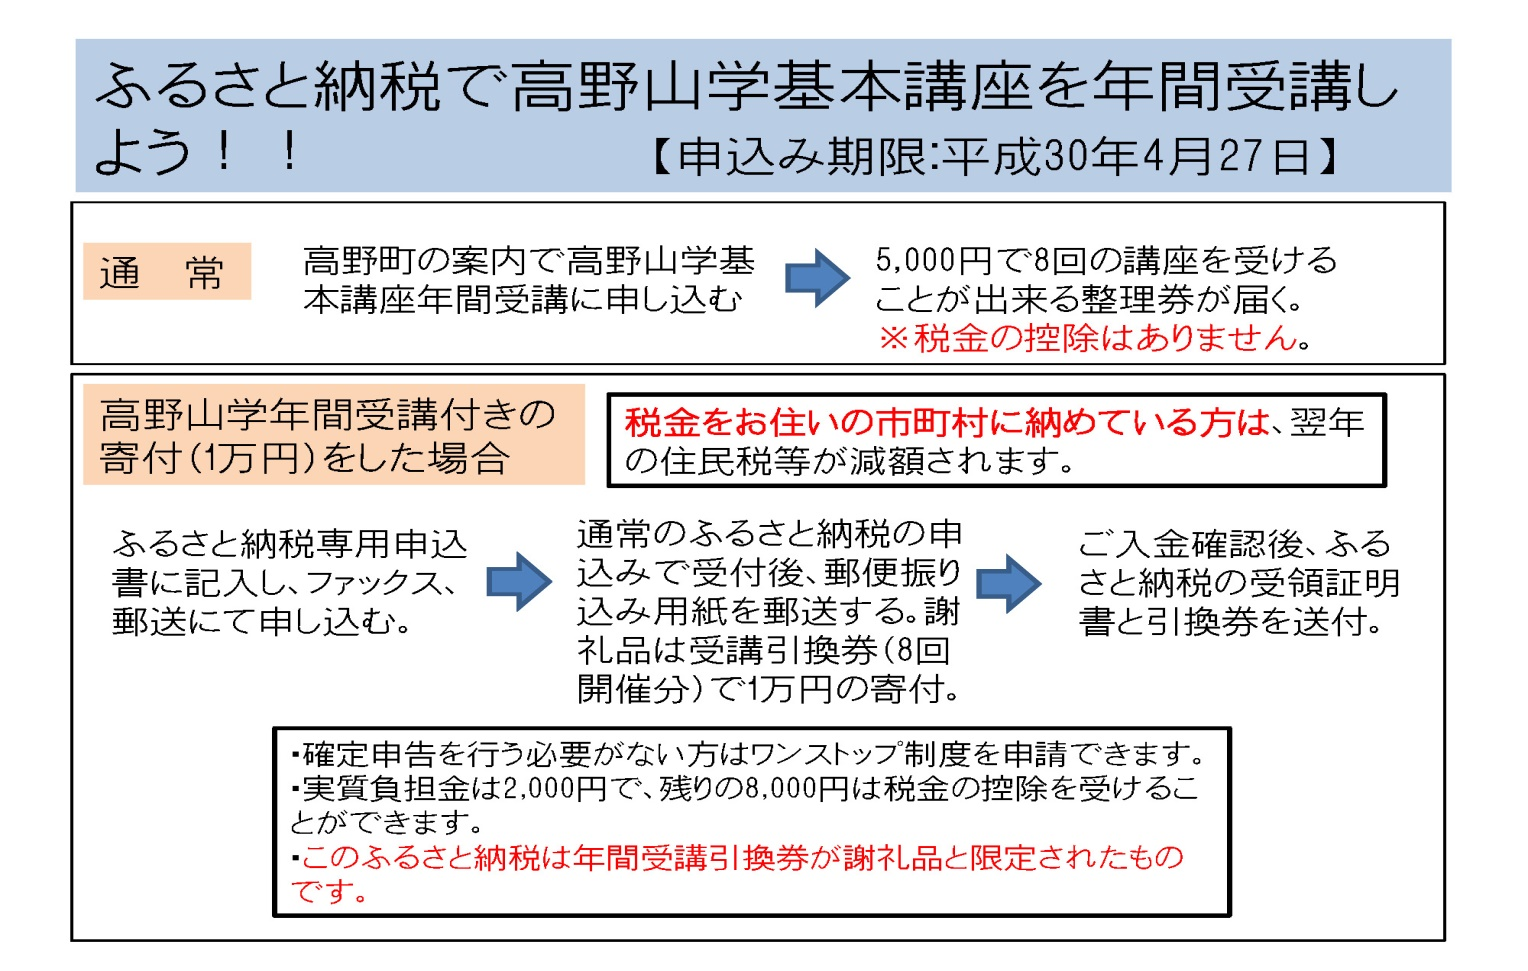 ふるさと納税で高野山学基本講座を年間受講し
よう！！　【申込み期限:平成30年4月27日】
通　常
高野町の案内で高野山学基
本講座年間受講に申し込む
5,000円で8回の講座を受ける
ことが出来る整理券が届く。
※税金の控除はありません。
高野山学年間受講付きの
寄付(1万円)をした場合
税金をお住いの市町村に納めている方は、翌年
の住民税等が減額されます。
ふるさと納税専用申込
書に記入し、ファックス、
郵送にて申し込む。
通常のふるさと納税の申
込みで受付後、郵便振り
込み用紙を郵送する。謝
礼品は受講引換券(8回
開催分)で1万円の寄付。
ご入金確認後、ふる
さと納税の受領証明
書と引換券を送付。
・確定申告を行う必要がない方はワンストップ制度を申請できます。
・実質負担金は2,000円で、残りの8,000円は税金の控除を受けるこ
とができます。
・このふるさと納税は年間受講引換券が謝礼品と限定されたもの
です。